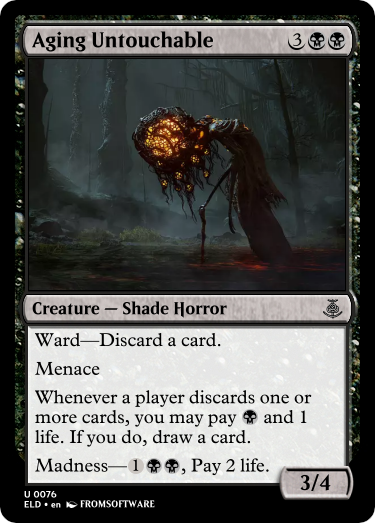 Aging Untouchable 3
Creature — Shade Horror
Ward—Discard a card.
Menace
Whenever a player discards one or
more cards, you may pay and 1
life. If you do, draw a card.
Madness—1, Pay 2 life.
3/4
U 0076
ELD • en FROMSOFTWARE